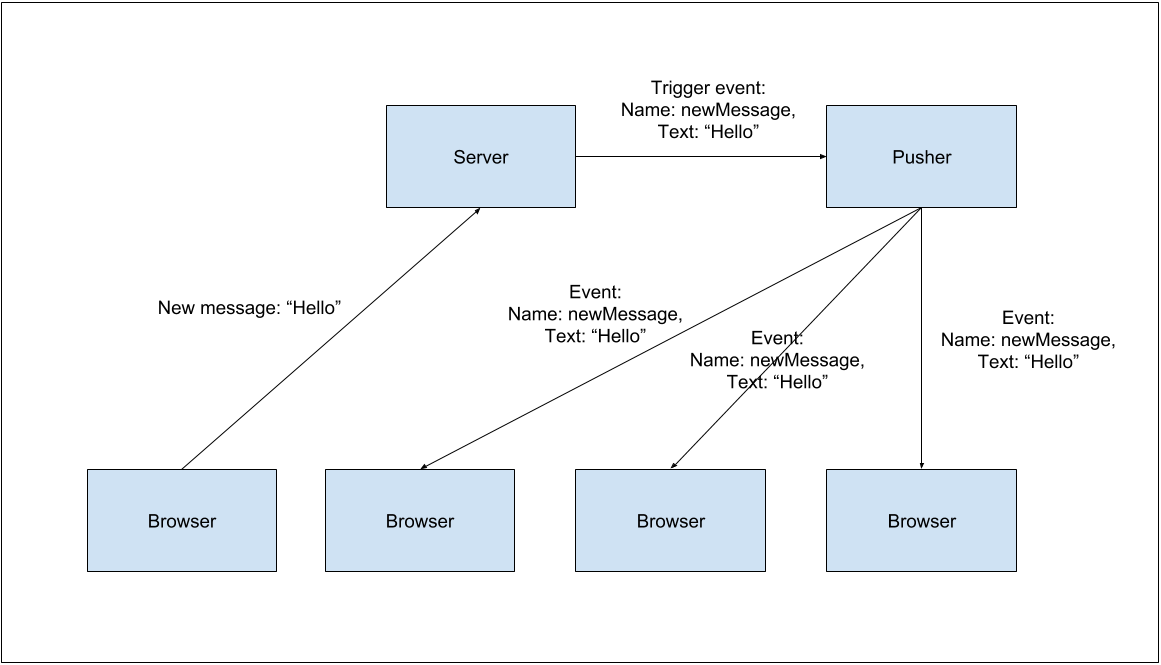 Trigger event:
Name: newMessage,
Text: “Hello”
Server
Pusher
New message: “Hello”
Event:
Name: newMessage,
Text: “Hello”
Event:
Name: newMessage,
Text: “Hello”
Event:
Name: newMessage,
Text: “Hello”
Browser
Browser
Browser
Browser